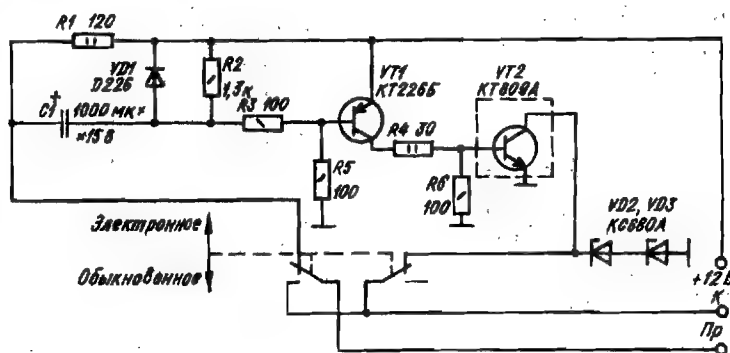 R1 120
VD1
D226
R2
1,3к
C1
+
1000 мк×
×15 В
R3 100
VT1
КТ226Б
R4 30
VT2
КТ809А
R5
100
R6
100
VD2, VD3
КС680А
Электронное
Обыкновенное
+12 В
К
Пр